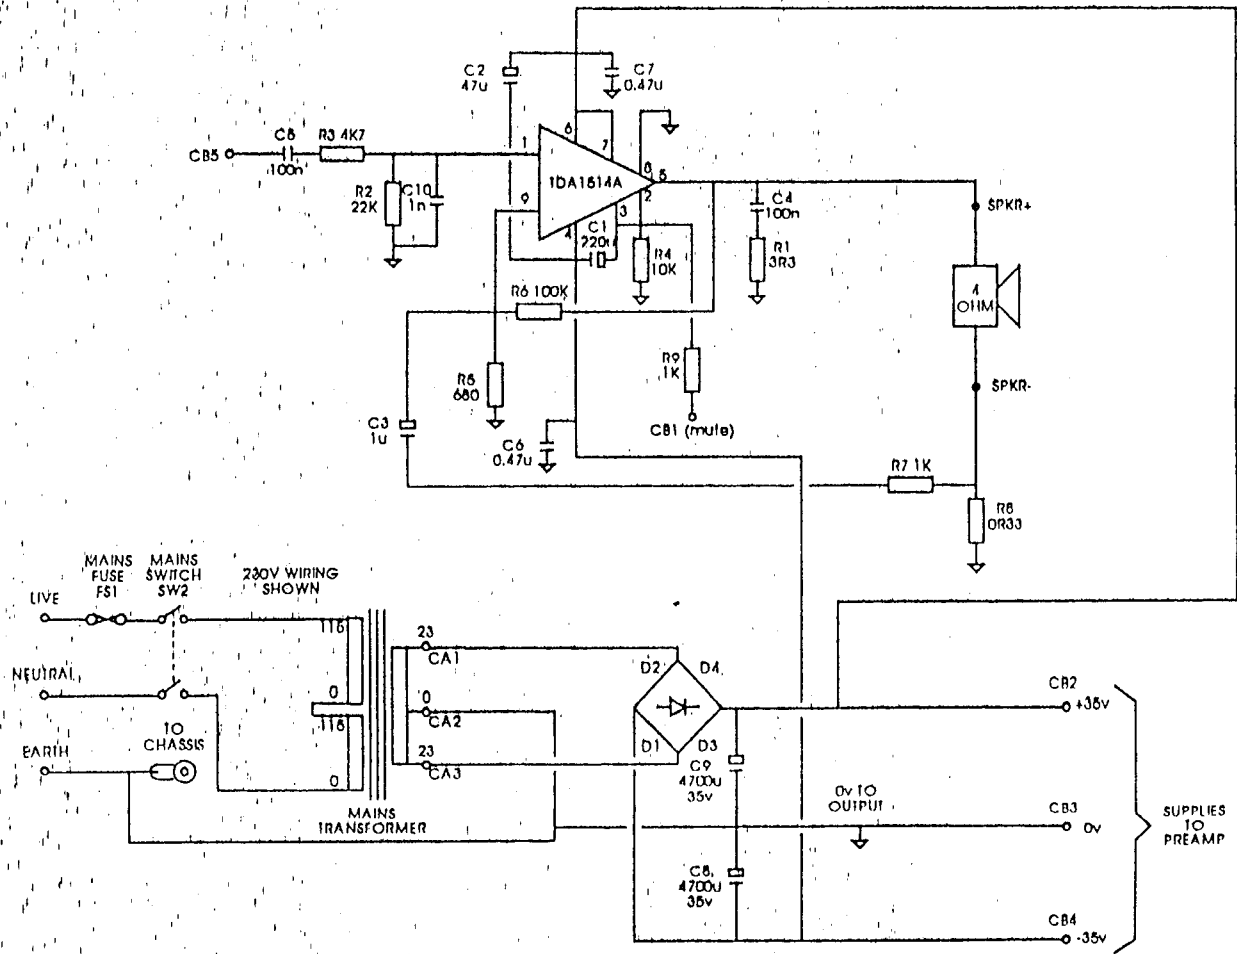 C2
47u
C7
0.47u
CB5
C8
100n
R3 4K7
1
6
7
8
5
TDA1514A
R2
22K
C10
1n
9
4
3
2
C1
220u
R4
10K
C4
100n
R1
3R3
SPKR+
4
OHM
SPKR-
R6 100K
R9
1K
CB1 (mute)
R5
680
C3
1u
C6
0.47u
R7 1K
R8
0R33
MAINS
FUSE
FS1
MAINS
SWITCH
SW2
230V WIRING
SHOWN
LIVE
NEUTRAL
EARTH
TO
CHASSIS
115
0
115
0
MAINS
TRANSFORMER
23
CA1
0
CA2
23
CA3
D2
D4
D1
D3
C9
4700u
35v
C8
4700u
35v
0v TO
OUTPUT
CB2
+35v
CB3
0v
CB4
-35v
SUPPLIES
TO
PREAMP